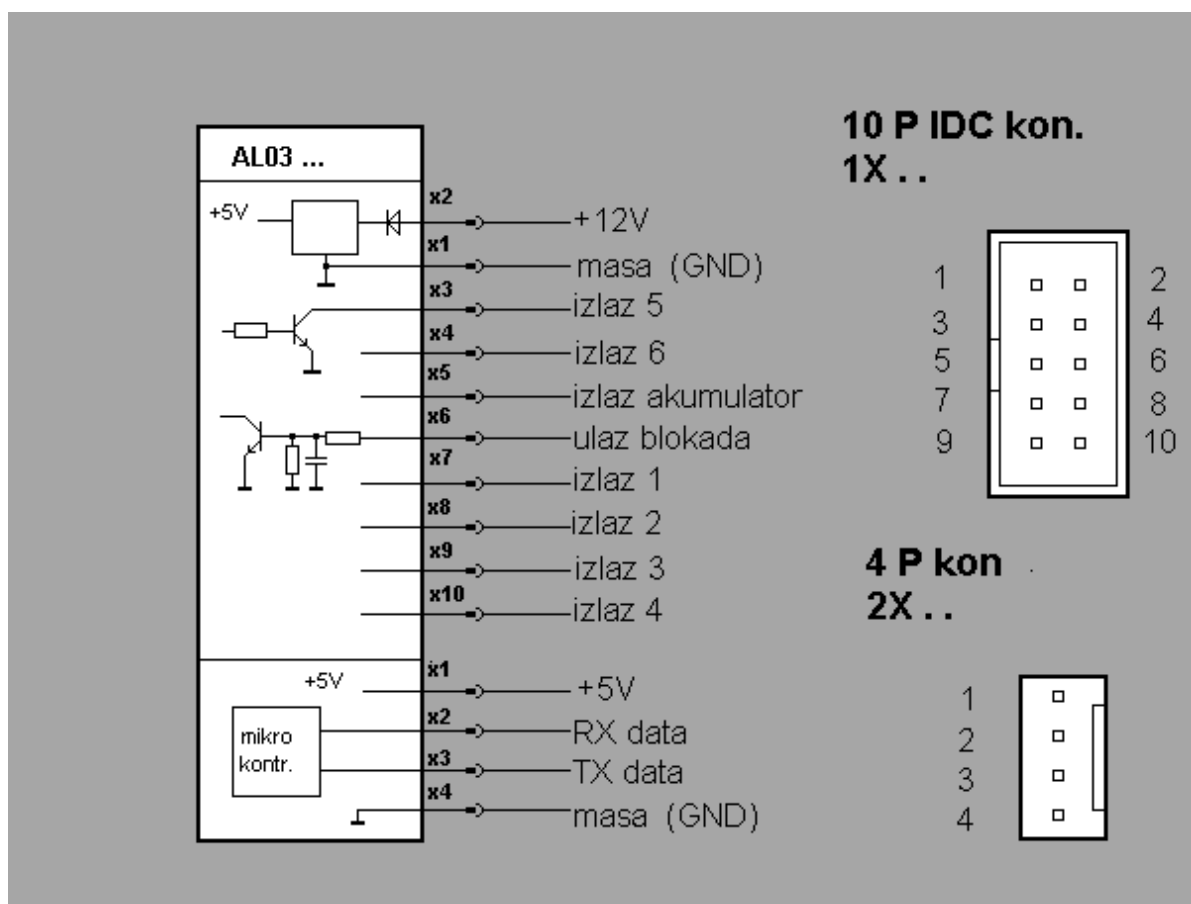 AL03 ...
+5V
x2
+12V
x1
masa (GND)
x3
izlaz 5
x4
izlaz 6
x5
izlaz akumulator
x6
ulaz blokada
x7
izlaz 1
x8
izlaz 2
x9
izlaz 3
x10
izlaz 4
+5V
x1
+5V
mikro
kontr.
x2
RX data
x3
TX data
x4
masa (GND)
10 P IDC kon.
1X . .
1 2
3 4
5 6
7 8
9 10
4 P kon .
2X . .
1
2
3
4